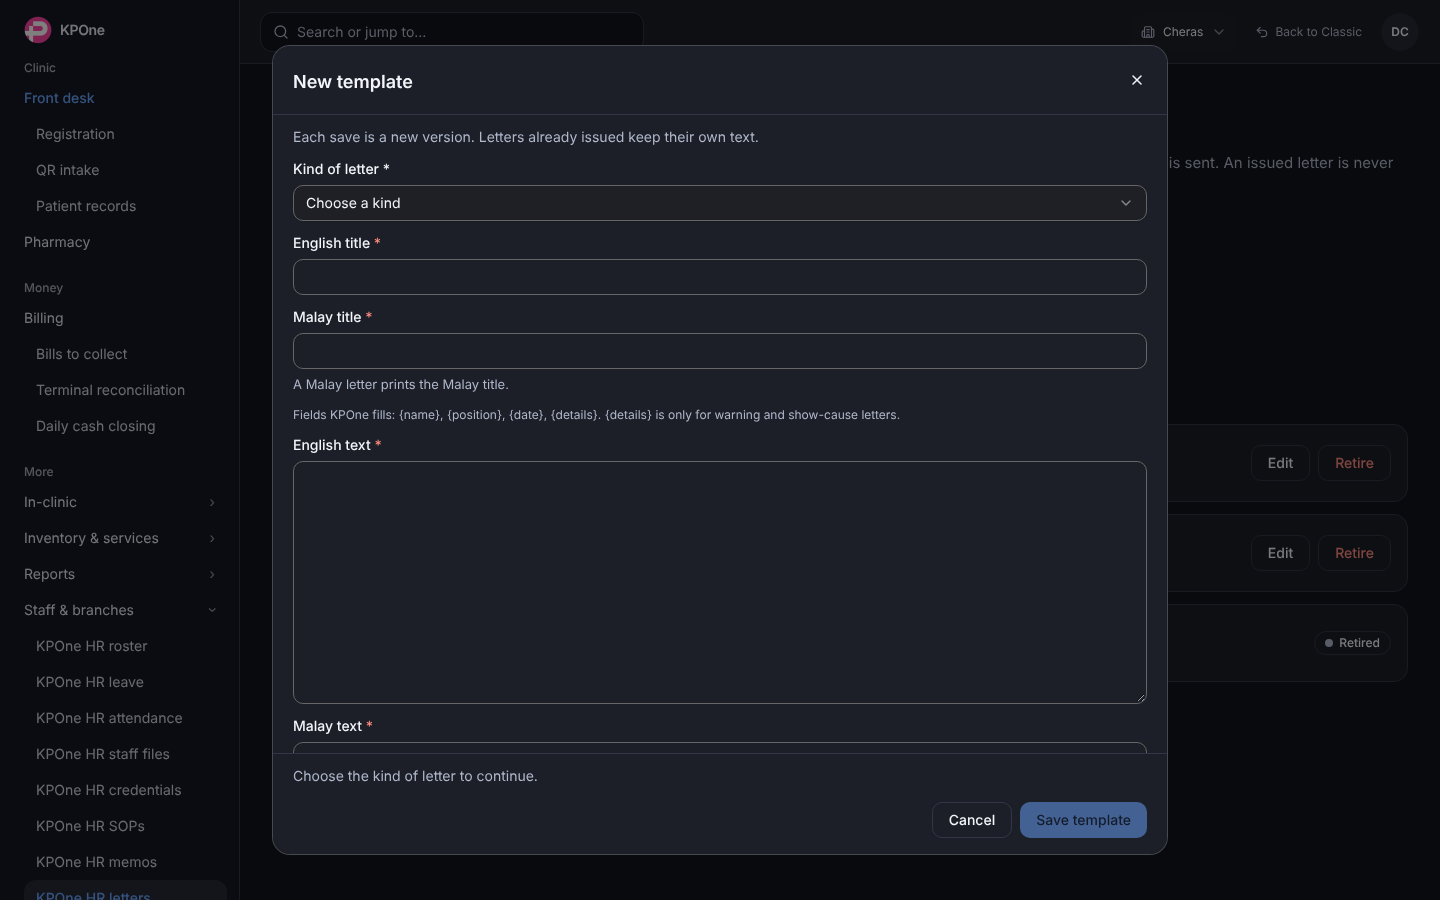 KPOne
Clinic
Front desk
Registration
QR intake
Patient records
Pharmacy
Money
Billing
Bills to collect
Terminal reconciliation
Daily cash closing
More
In-clinic
Inventory & services
Reports
Staff & branches
KPOne HR roster
KPOne HR leave
KPOne HR attendance
KPOne HR staff files
KPOne HR credentials
KPOne HR SOPs
KPOne HR memos
KPOne HR letters
Search or jump to...
Cheras
Back to Classic
DC
is sent. An issued letter is never
Edit
Retire
Edit
Retire
Retired
New template
Each save is a new version. Letters already issued keep their own text.
Kind of letter *
Choose a kind
English title *
Malay title *
A Malay letter prints the Malay title.
Fields KPOne fills: {name}, {position}, {date}, {details}. {details} is only for warning and show-cause letters.
English text *
Malay text *
Choose the kind of letter to continue.
Cancel
Save template